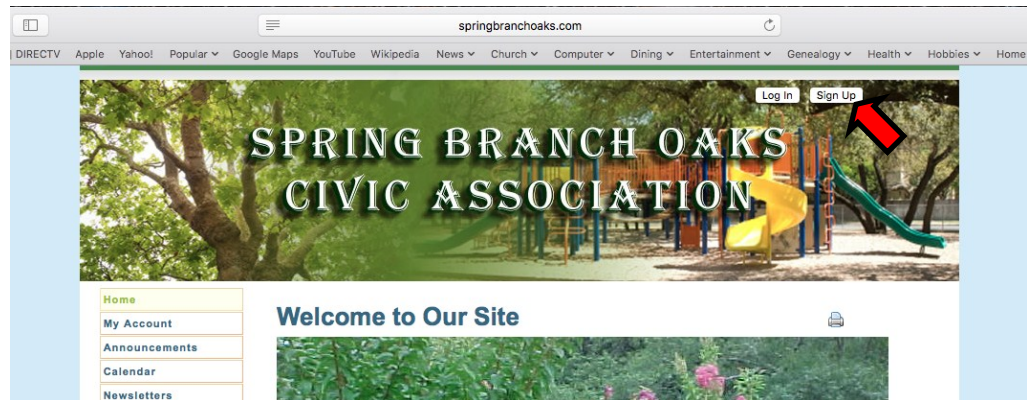 springbranchoaks.com
DIRECTV Apple Yahoo! Popular Google Maps YouTube Wikipedia News Church Computer Dining Entertainment Genealogy Health Hobbies Home
Log In Sign Up
SPRING BRANCH OAKS
CIVIC ASSOCIATION
Home
My Account
Announcements
Calendar
Newsletters
Welcome to Our Site